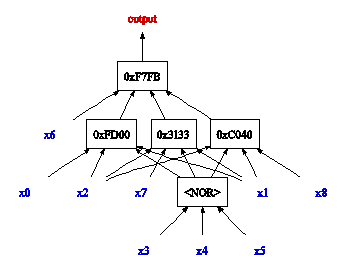 output
0xF7FB
x6 0xFD00 0x3133 0xC040
x0 x2 x7 <NOR> x1 x8
x3 x4 x5